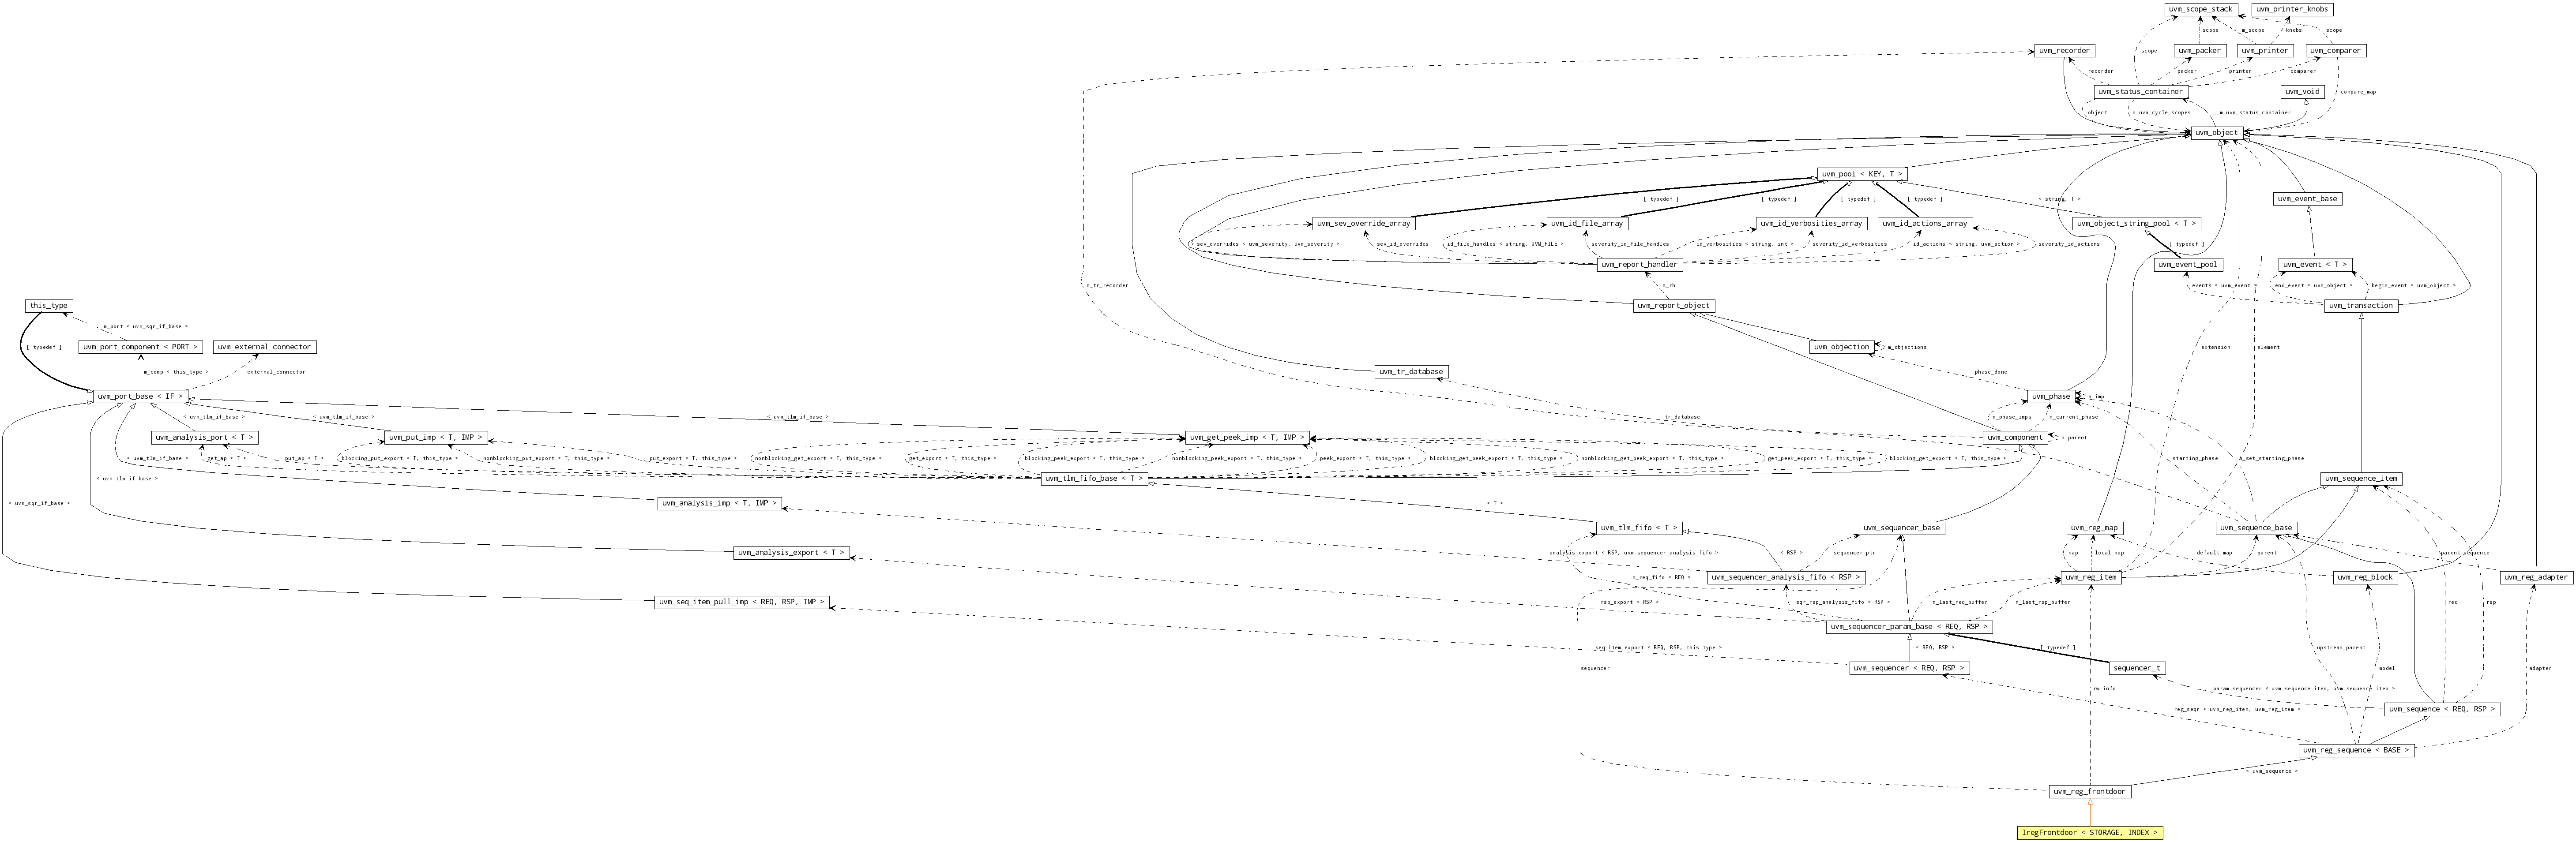 uvm_scope_stack
uvm_printer_knobs
scope
m_scope
knobs
scope
uvm_recorder
uvm_packer
uvm_printer
uvm_comparer
scope
recorder
packer
printer
comparer
uvm_status_container
uvm_void
compare_map
object
m_uvm_cycle_scopes
__m_uvm_status_container
uvm_object
uvm_pool < KEY, T >
[ typedef ]
[ typedef ]
[ typedef ]
[ typedef ]
< string, T >
uvm_event_base
uvm_sev_override_array
uvm_id_file_array
uvm_id_verbosities_array
uvm_id_actions_array
uvm_object_string_pool < T >
sev_overrides < uvm_severity, uvm_severity >
sev_id_overrides
id_file_handles < string, UVM_FILE >
severity_id_file_handles
id_verbosities < string, int >
severity_id_verbosities
id_actions < string, uvm_action >
severity_id_actions
[ typedef ]
uvm_report_handler
uvm_event_pool
uvm_event < T >
m_tr_recorder
m_rh
events < uvm_event >
end_event < uvm_object >
begin_event < uvm_object >
this_type
uvm_report_object
uvm_transaction
m_port < uvm_sqr_if_base >
[ typedef ]
uvm_port_component < PORT >
uvm_external_connector
uvm_objection
m_objections
extension
element
m_comp < this_type >
external_connector
uvm_tr_database
phase_done
uvm_port_base < IF >
uvm_phase
m_imp
< uvm_tlm_if_base >
< uvm_tlm_if_base >
< uvm_tlm_if_base >
tr_database
m_phase_imps
m_current_phase
uvm_analysis_port < T >
uvm_put_imp < T, IMP >
uvm_get_peek_imp < T, IMP >
uvm_component
m_parent
< uvm_tlm_if_base >
get_ap < T >
put_ap < T >
blocking_put_export < T, this_type >
nonblocking_put_export < T, this_type >
put_export < T, this_type >
nonblocking_get_export < T, this_type >
get_export < T, this_type >
blocking_peek_export < T, this_type >
nonblocking_peek_export < T, this_type >
peek_export < T, this_type >
blocking_get_peek_export < T, this_type >
nonblocking_get_peek_export < T, this_type >
get_peek_export < T, this_type >
blocking_get_export < T, this_type >
starting_phase
m_set_starting_phase
< uvm_tlm_if_base >
uvm_tlm_fifo_base < T >
uvm_sequence_item
< uvm_sqr_if_base >
uvm_analysis_imp < T, IMP >
< T >
uvm_tlm_fifo < T >
uvm_sequencer_base
uvm_reg_map
uvm_sequence_base
uvm_analysis_export < T >
analysis_export < RSP, uvm_sequencer_analysis_fifo >
< RSP >
sequencer_ptr
map
local_map
default_map
parent
parent_sequence
m_req_fifo < REQ >
uvm_sequencer_analysis_fifo < RSP >
uvm_reg_item
uvm_reg_block
uvm_reg_adapter
uvm_seq_item_pull_imp < REQ, RSP, IMP >
rsp_export < RSP >
sqr_rsp_analysis_fifo < RSP >
m_last_req_buffer
m_last_rsp_buffer
req
rsp
uvm_sequencer_param_base < REQ, RSP >
seq_item_export < REQ, RSP, this_type >
< REQ, RSP >
[ typedef ]
upstream_parent
sequencer
uvm_sequencer < REQ, RSP >
sequencer_t
model
adapter
rw_info
param_sequencer < uvm_sequence_item, uvm_sequence_item >
reg_seqr < uvm_reg_item, uvm_reg_item >
uvm_sequence < REQ, RSP >
uvm_reg_sequence < BASE >
< uvm_sequence >
uvm_reg_frontdoor
IregFrontdoor < STORAGE, INDEX >